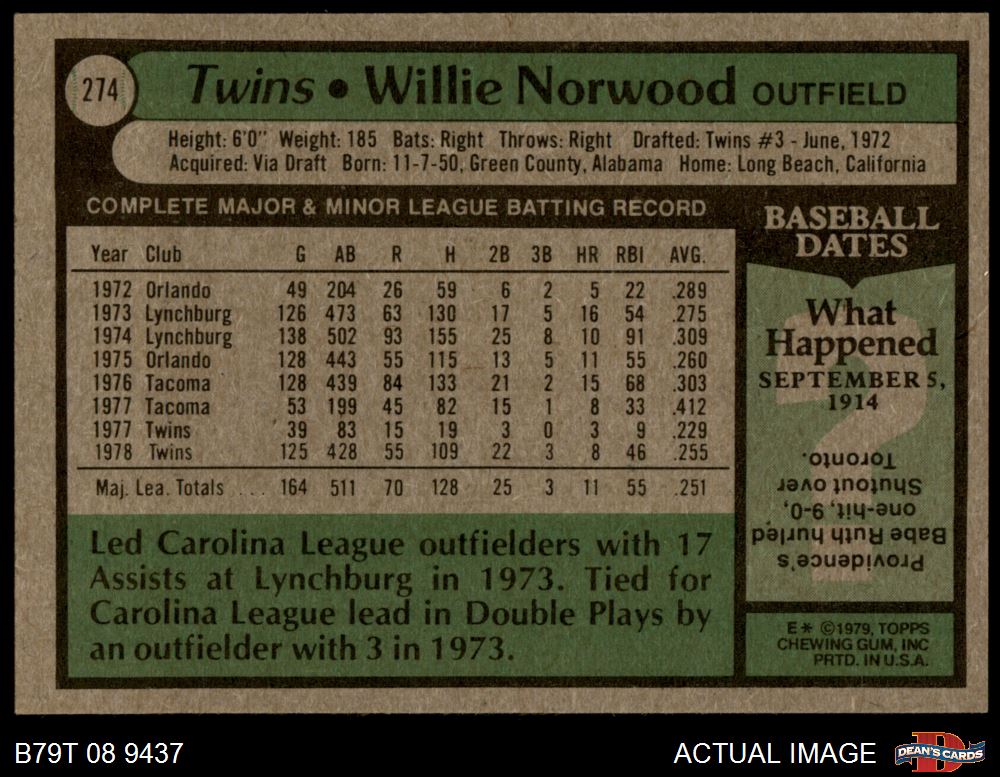 274
Twins • Willie Norwood OUTFIELD
Height: 6'0" Weight: 185 Bats: Right Throws: Right Drafted: Twins #3 - June, 1972
Acquired: Via Draft Born: 11-7-50, Green County, Alabama Home: Long Beach, California
COMPLETE MAJOR & MINOR LEAGUE BATTING RECORD
Year Club G AB R H 2B 3B HR RBI AVG.
1972 Orlando 49 204 26 59 6 2 5 22 .289
1973 Lynchburg 126 473 63 130 17 5 16 54 .275
1974 Lynchburg 138 502 93 155 25 8 10 91 .309
1975 Orlando 128 443 55 115 13 5 11 55 .260
1976 Tacoma 128 439 84 133 21 2 15 68 .303
1977 Tacoma 53 199 45 82 15 1 8 33 .412
1977 Twins 39 83 15 19 3 0 3 9 .229
1978 Twins 125 428 55 109 22 3 8 46 .255
Maj. Lea. Totals ... 164 511 70 128 25 3 11 55 .251
Led Carolina League outfielders with 17
Assists at Lynchburg in 1973. Tied for
Carolina League lead in Double Plays by
an outfielder with 3 in 1973.
BASEBALL
DATES
What
Happened
SEPTEMBER 5,
1914
?
Providence's
Babe Ruth hurled
one-hit, 9-0,
Shutout over
Toronto.
E* ©1979, TOPPS
CHEWING GUM, INC
PRTD. IN U.S.A.
B79T 08 9437
ACTUAL IMAGE
D
DEAN'S CARDS